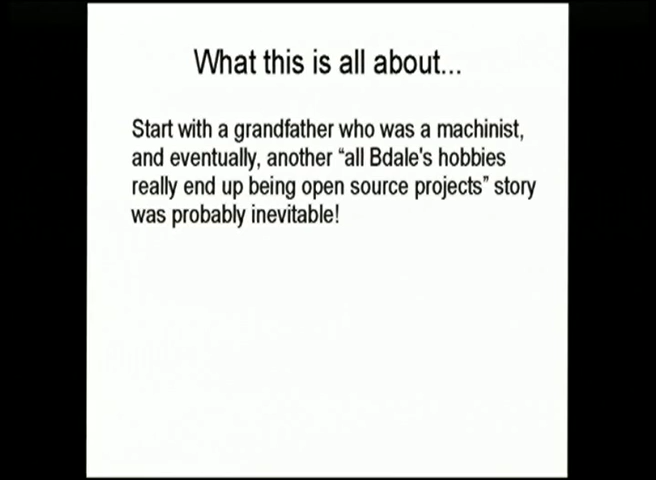 What this is all about...
Start with a grandfather who was a machinist,
and eventually, another “all Bdale's hobbies
really end up being open source projects” story
was probably inevitable!